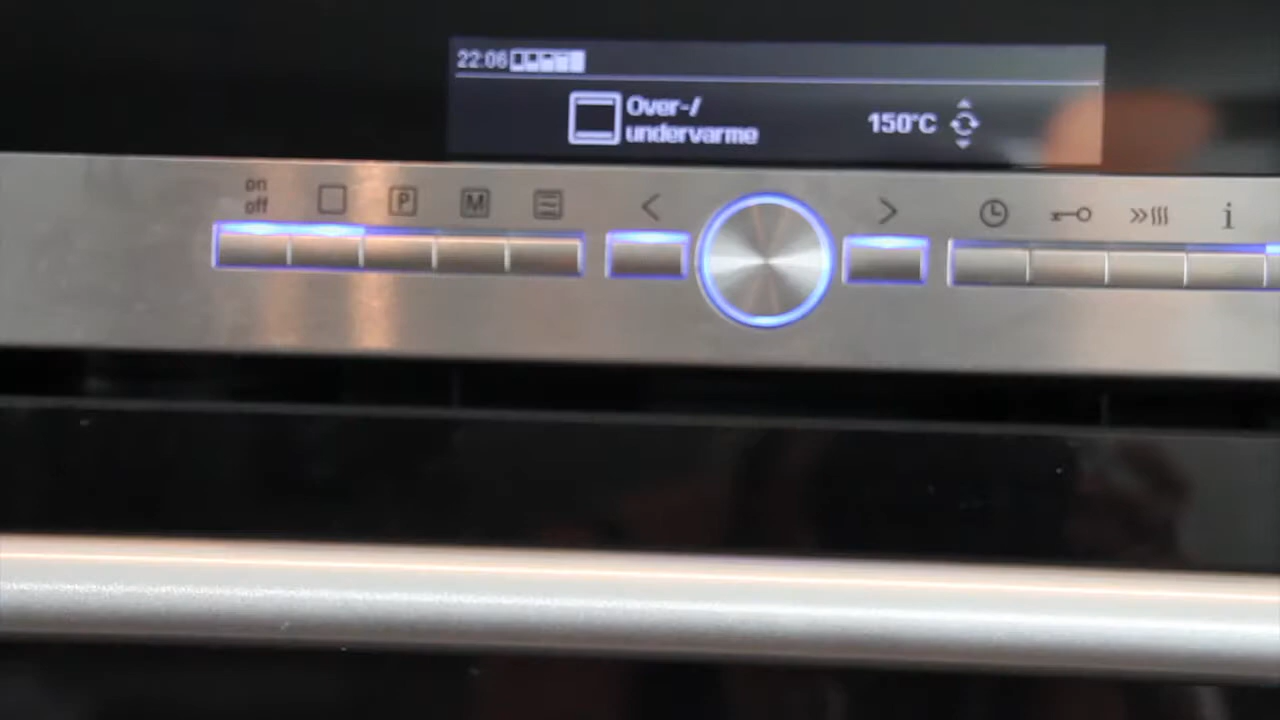 22:06
Over-/
undervarme
150°C
on
off
P
M
< >
i